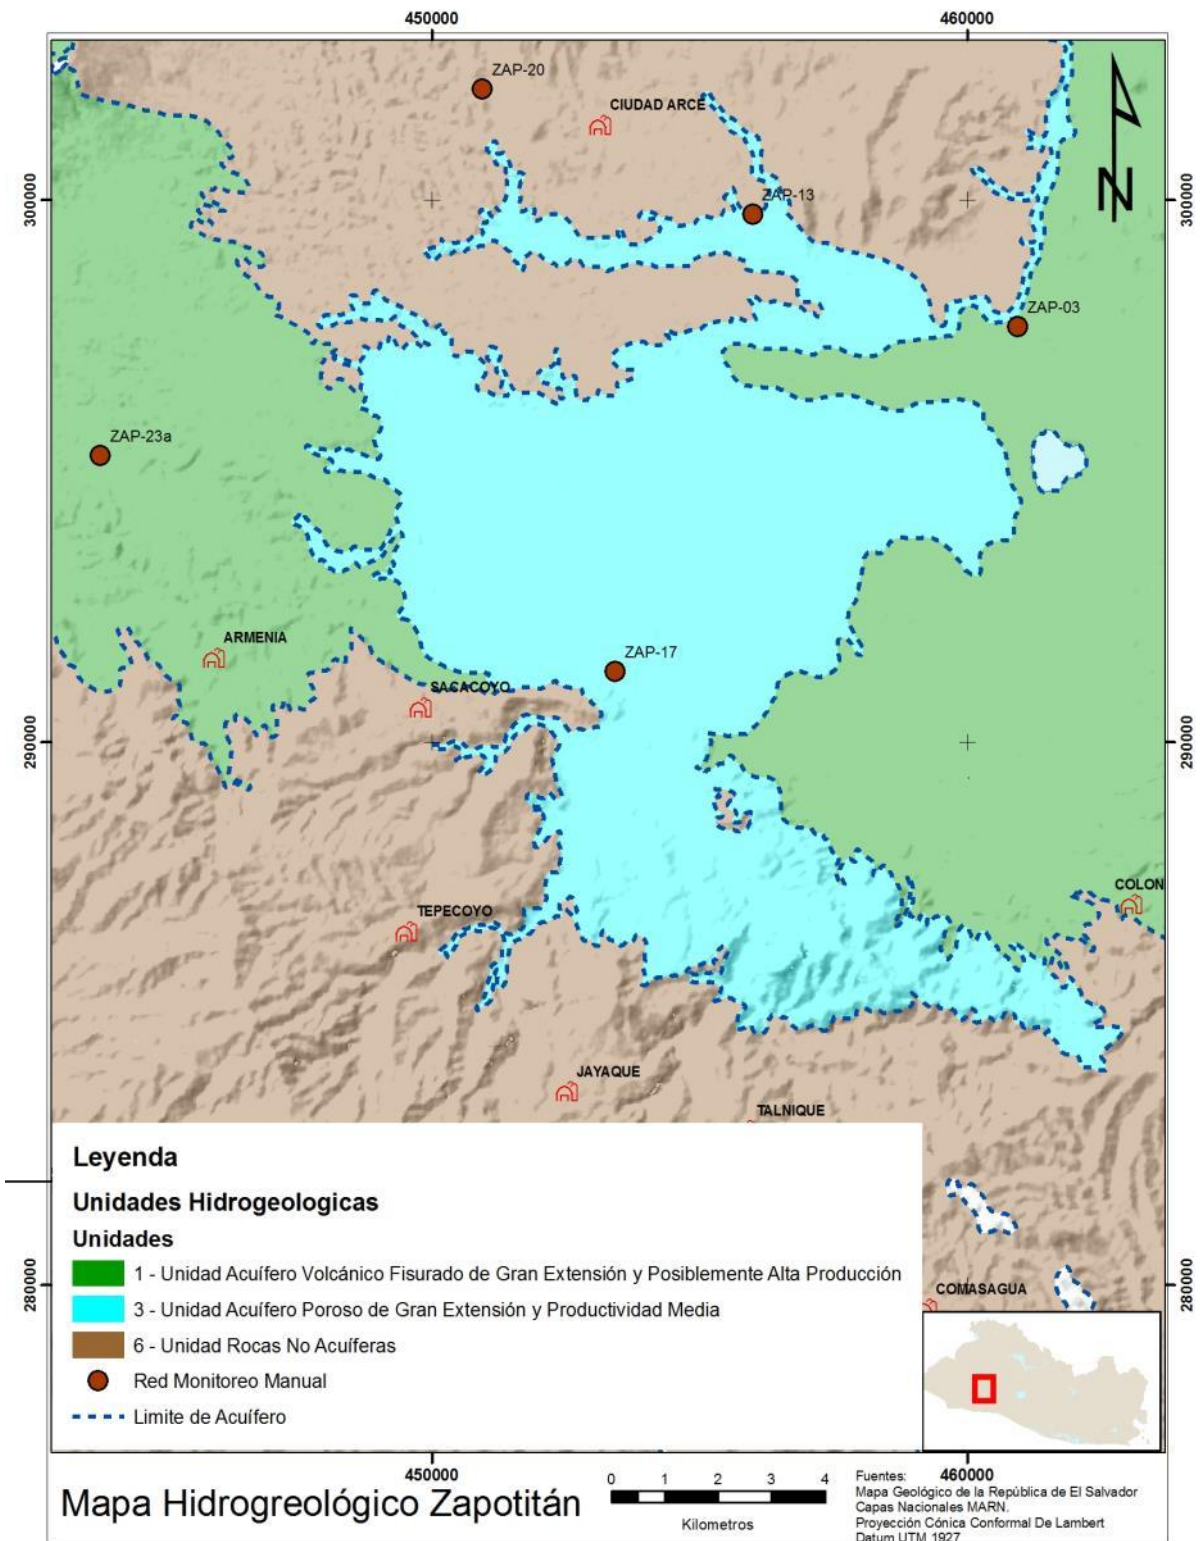 450000
460000
ZAP-20
CIUDAD ARCE
300000
ZAP-13
300000
N
ZAP-03
ZAP-23a
ARMENIA
ZAP-17
SACACOYO
290000
290000
COLON
TEPECOYO
JAYAQUE
TALNIQUE
Leyenda
Unidades Hidrogeologicas
Unidades
1 - Unidad Acuífero Volcánico Fisurado de Gran Extensión y Posiblemente Alta Producción
3 - Unidad Acuífero Poroso de Gran Extensión y Productividad Media
6 - Unidad Rocas No Acuíferas
Red Monitoreo Manual
Limite de Acuífero
280000
280000
COMASAGUA
450000
460000
Mapa Hidrogreológico Zapotitán
0 1 2 3 4
Kilometros
Fuentes:
Mapa Geológico de la República de El Salvador
Capas Nacionales MARN.
Proyección Cónica Conformal De Lambert
Datum UTM 1927